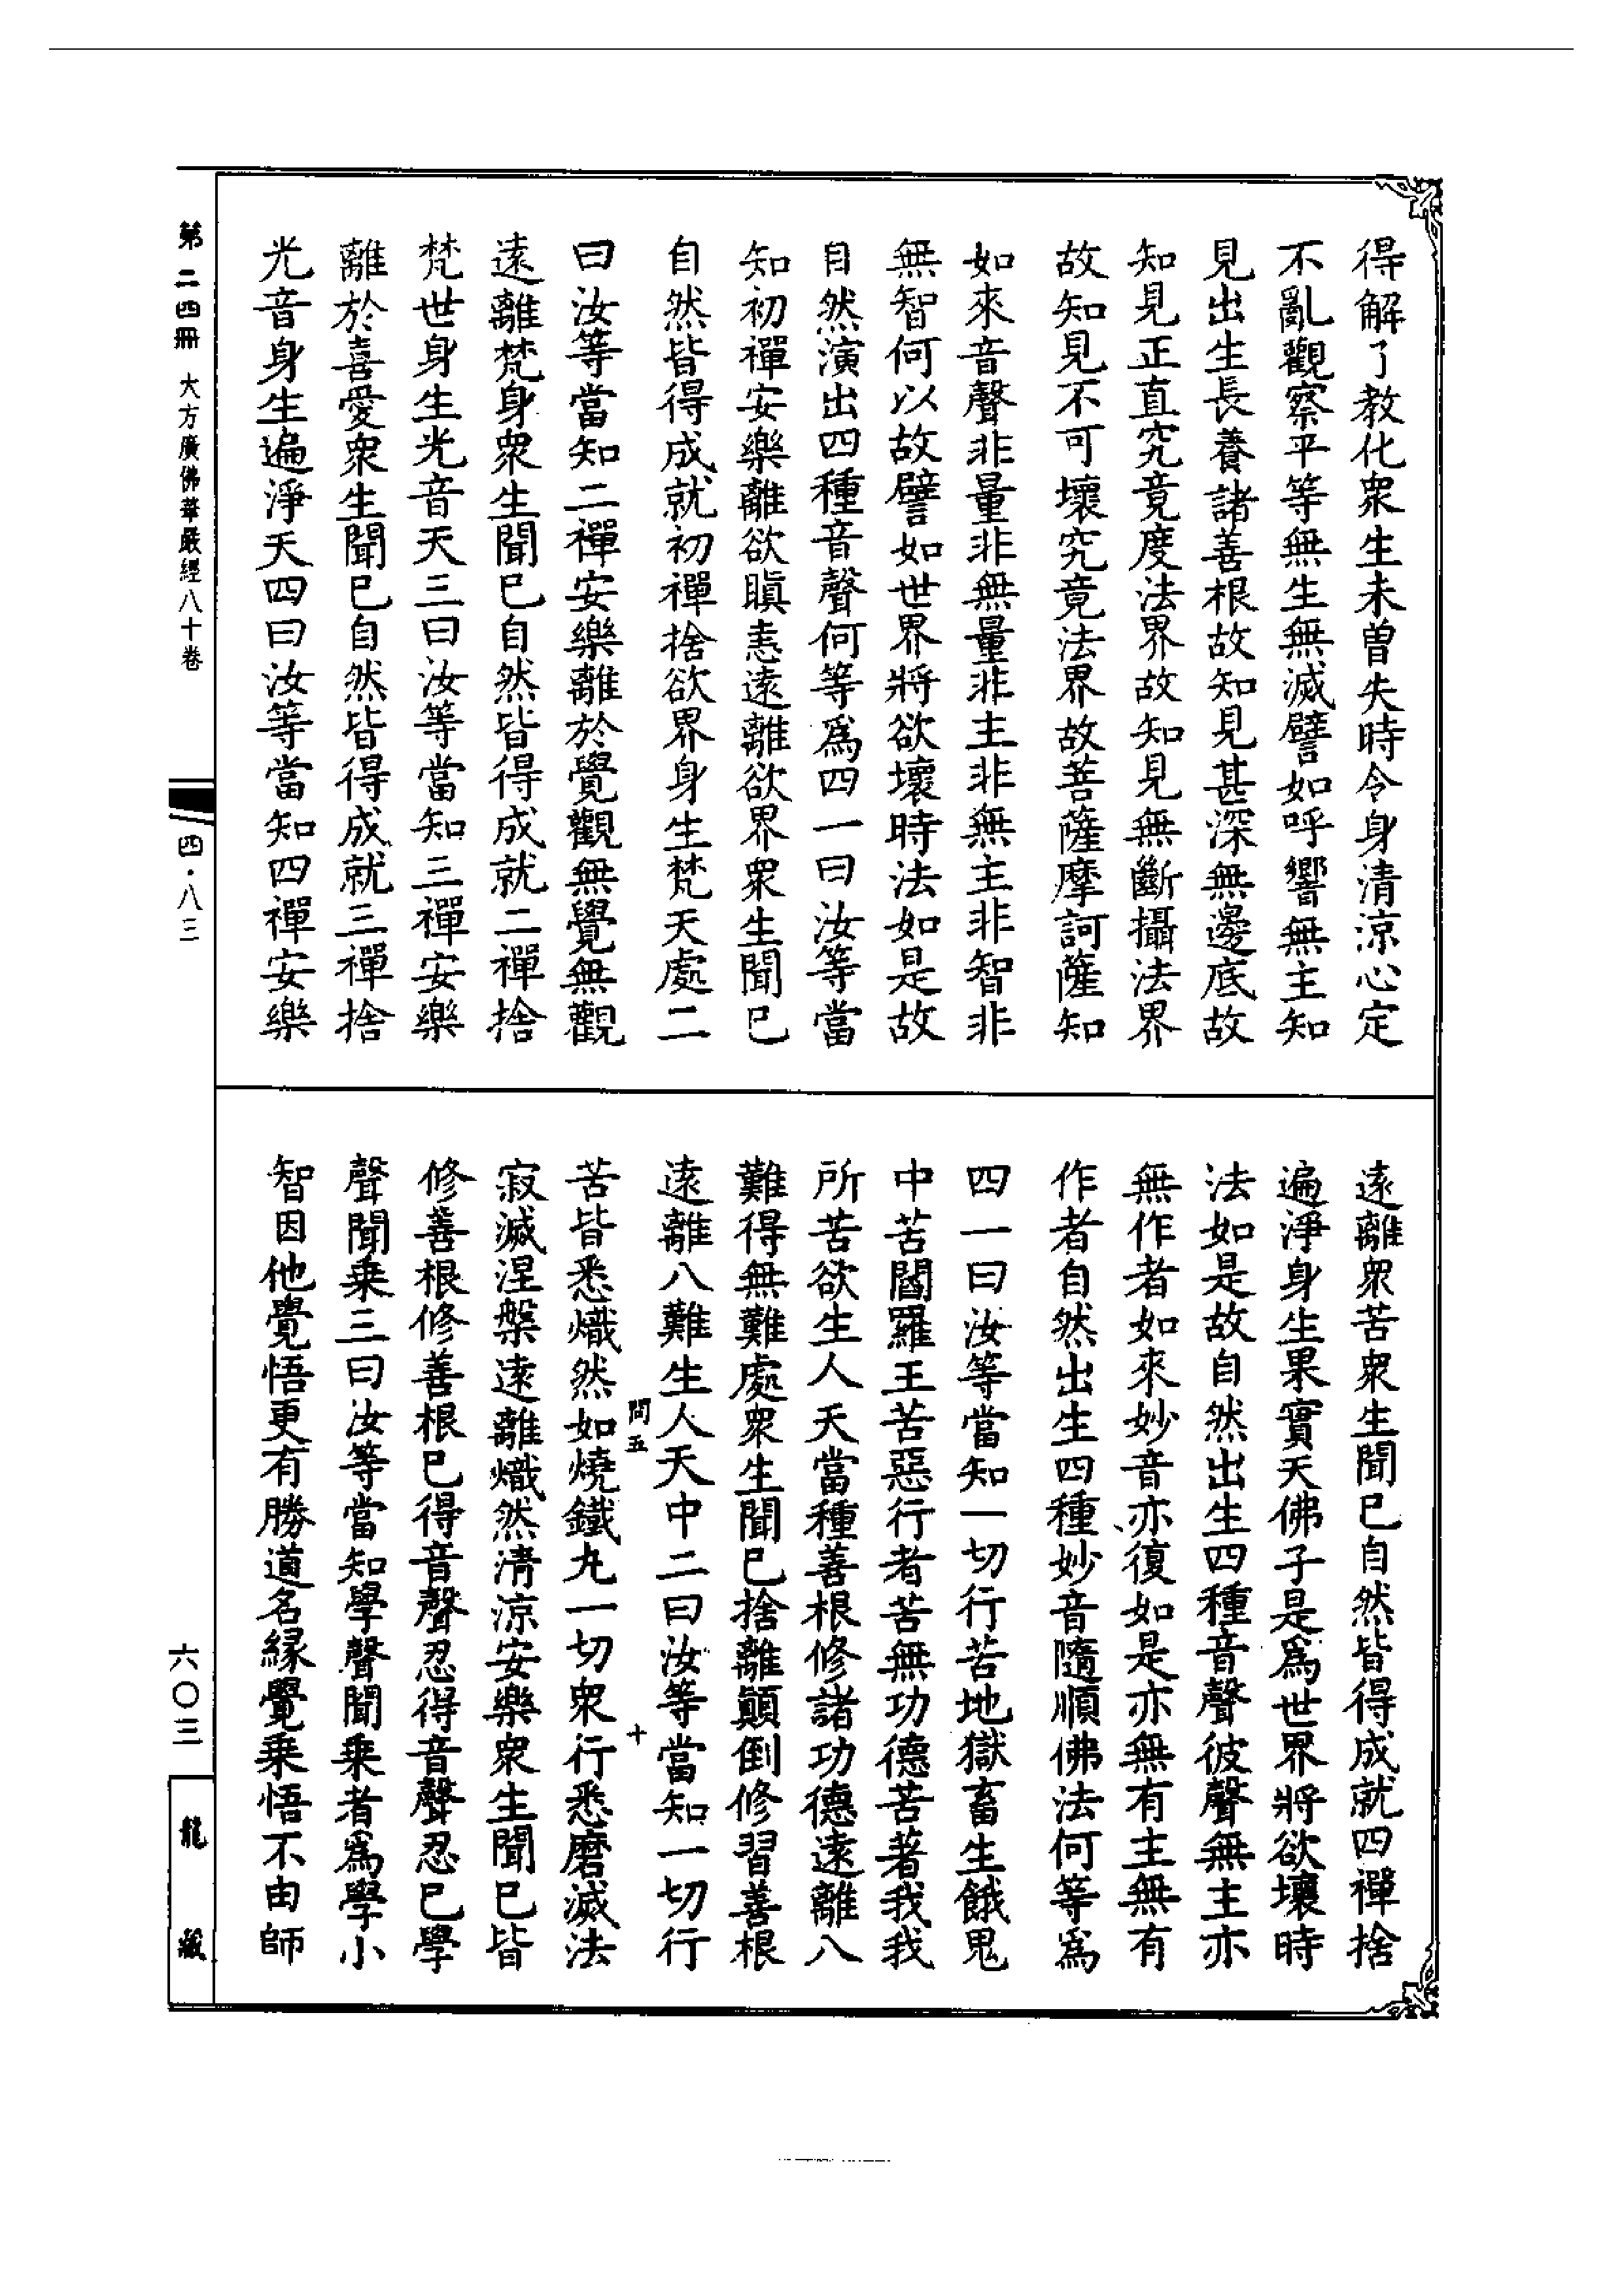 得解了教化衆生未曾失時令身清涼心定
不亂觀察平等無生無滅譬如呼響無主知
見出生長養諸善根故知見甚深無邊底故
知見正直究竟度法界故知見無斷攝法界
故知見不可壞究竟法界故菩薩摩訶薩知
如來音聲非量非無量非主非無主非智非
無智何以故譬如世界將欲壞時法如是故
自然演出四種音聲何等爲四一曰汝等當
知初禪安樂離欲瞋恚遠離欲界衆生聞已
自然皆得成就初禪捨欲界身生梵天處二
曰汝等當知二禪安樂離於覺觀無覺無觀
遠離梵身衆生聞已自然皆得成就二禪捨
梵世身生光音天三曰汝等當知三禪安樂
離於喜愛衆生聞已自然皆得成就三禪捨
光音身生遍淨天四曰汝等當知四禪安樂
遠離衆苦衆生聞已自然皆得成就四禪捨
遍淨身生果實天佛子是爲世界將欲壞時
法如是故自然出生四種音聲彼聲無主亦
無作者如來妙音亦復如是亦無有主無有
作者自然出生四種妙音隨順佛法何等爲
四一曰汝等當知一切行苦地獄畜生餓鬼
中苦閻羅王苦惡行者苦無功德苦著我我
所苦欲生人天當種善根修諸功德遠離八
難得無難處衆生聞已捨離顛倒修習善根
遠離八難生人天中二曰汝等當知一切行
問五 十
苦皆悉熾然如燒鐵丸一切衆行悉磨滅法
寂滅涅槃遠離熾然清涼安樂衆生聞已皆
修善根修善根已得音聲忍得音聲忍已學
聲聞乗三曰汝等當知學聲聞乗者爲學小
智因他覺悟更有勝道名緣覺乗悟不由師
第二四冊 大方廣佛華嚴經八十卷
四·八三
六〇三
龍藏